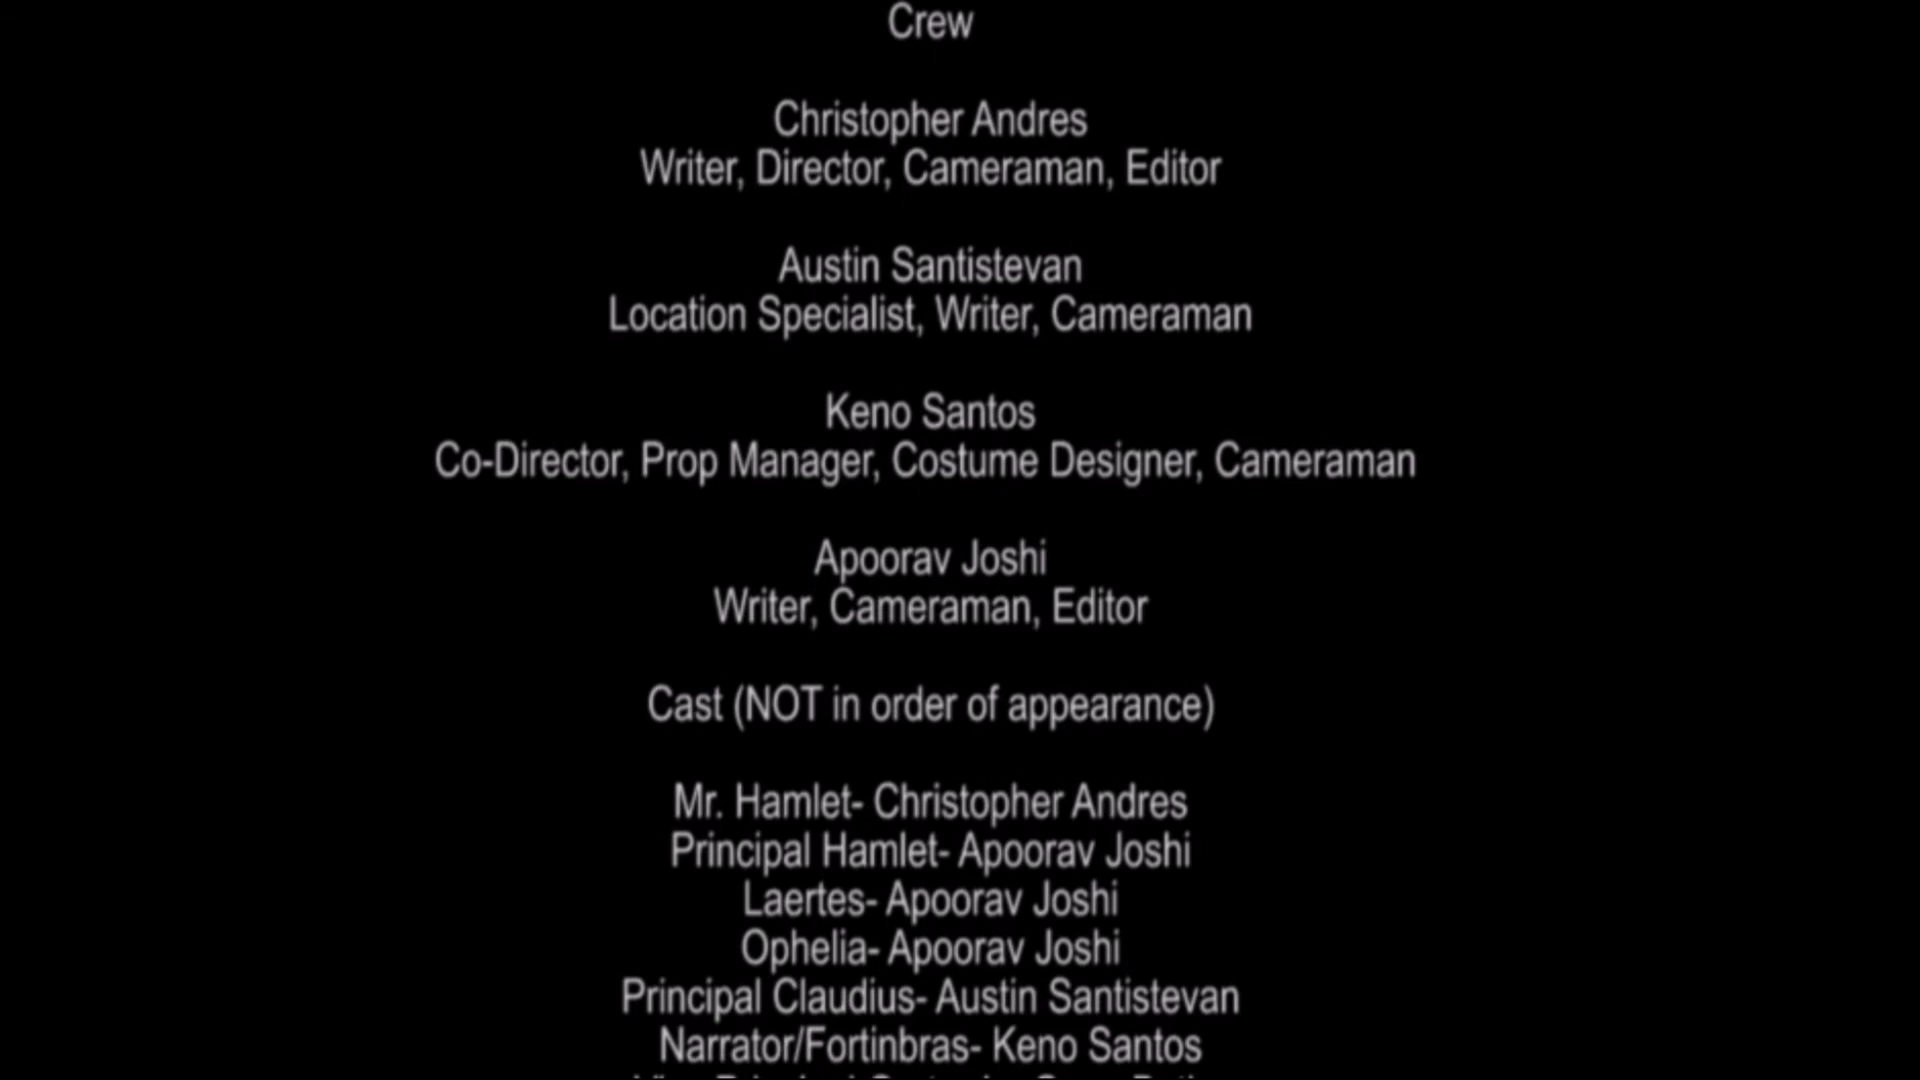 Crew
Christopher Andres
Writer, Director, Cameraman, Editor
Austin Santistevan
Location Specialist, Writer, Cameraman
Keno Santos
Co-Director, Prop Manager, Costume Designer, Cameraman
Apoorav Joshi
Writer, Cameraman, Editor
Cast (NOT in order of appearance)
Mr. Hamlet- Christopher Andres
Principal Hamlet- Apoorav Joshi
Laertes- Apoorav Joshi
Ophelia- Apoorav Joshi
Principal Claudius- Austin Santistevan
Narrator/Fortinbras- Keno Santos